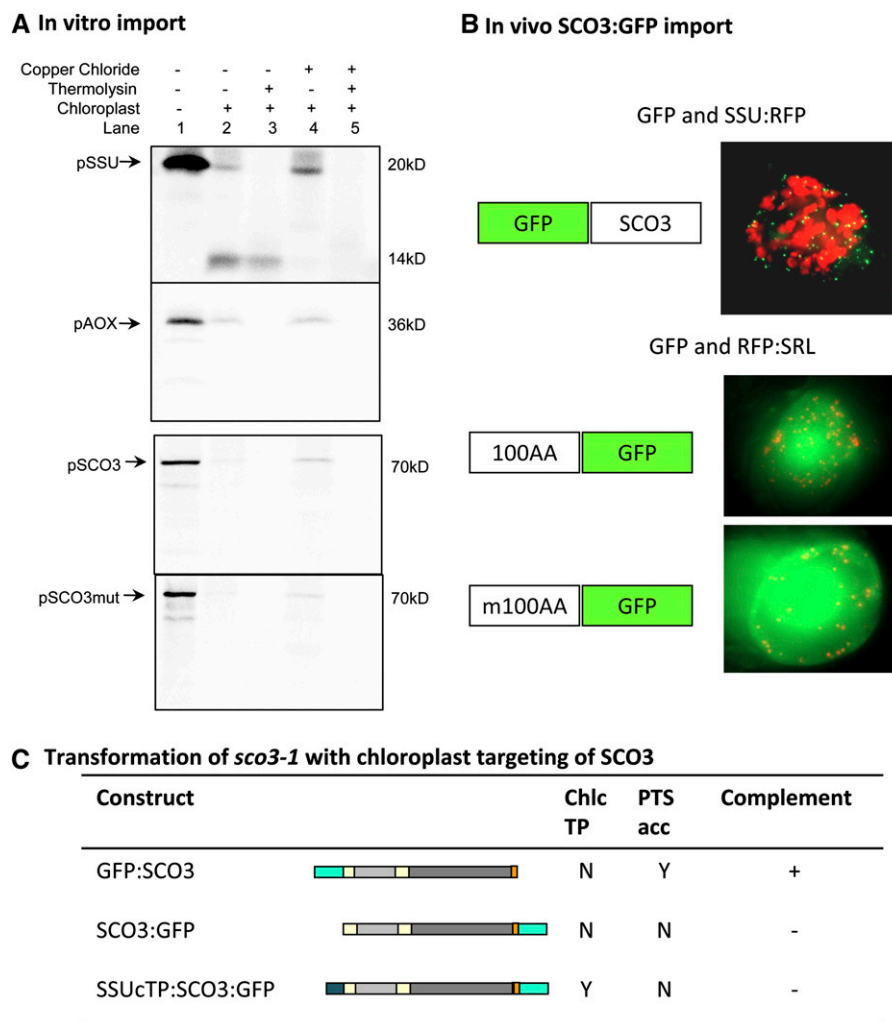 A In vitro import
Copper Chloride - - - + +
Thermolysin - - + - +
Chloroplast - + + + +
Lane 1 2 3 4 5
pSSU 20kD
14kD
pAOX 36kD
pSCO3 70kD
pSCO3mut 70kD
B In vivo SCO3:GFP import
GFP and SSU:RFP
GFP SCO3
GFP and RFP:SRL
100AA GFP
m100AA GFP
C Transformation of sco3-1 with chloroplast targeting of SCO3
Construct Chlc TP PTS acc Complement
GFP:SCO3 N Y +
SCO3:GFP N N -
SSUcTP:SCO3:GFP Y N -